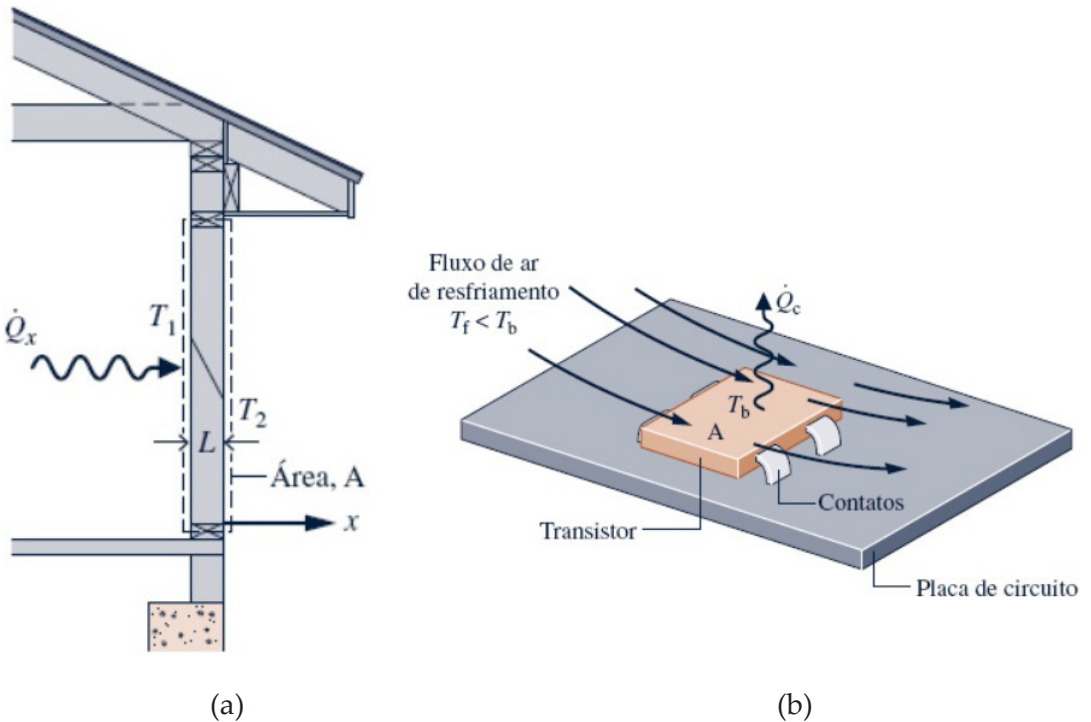 Q̇x
T1
T2
L
Área, A
x
(a)
Fluxo de ar
de resfriamento
Tf < Tb
Q̇c
Tb
A
Contatos
Transistor
Placa de circuito
(b)